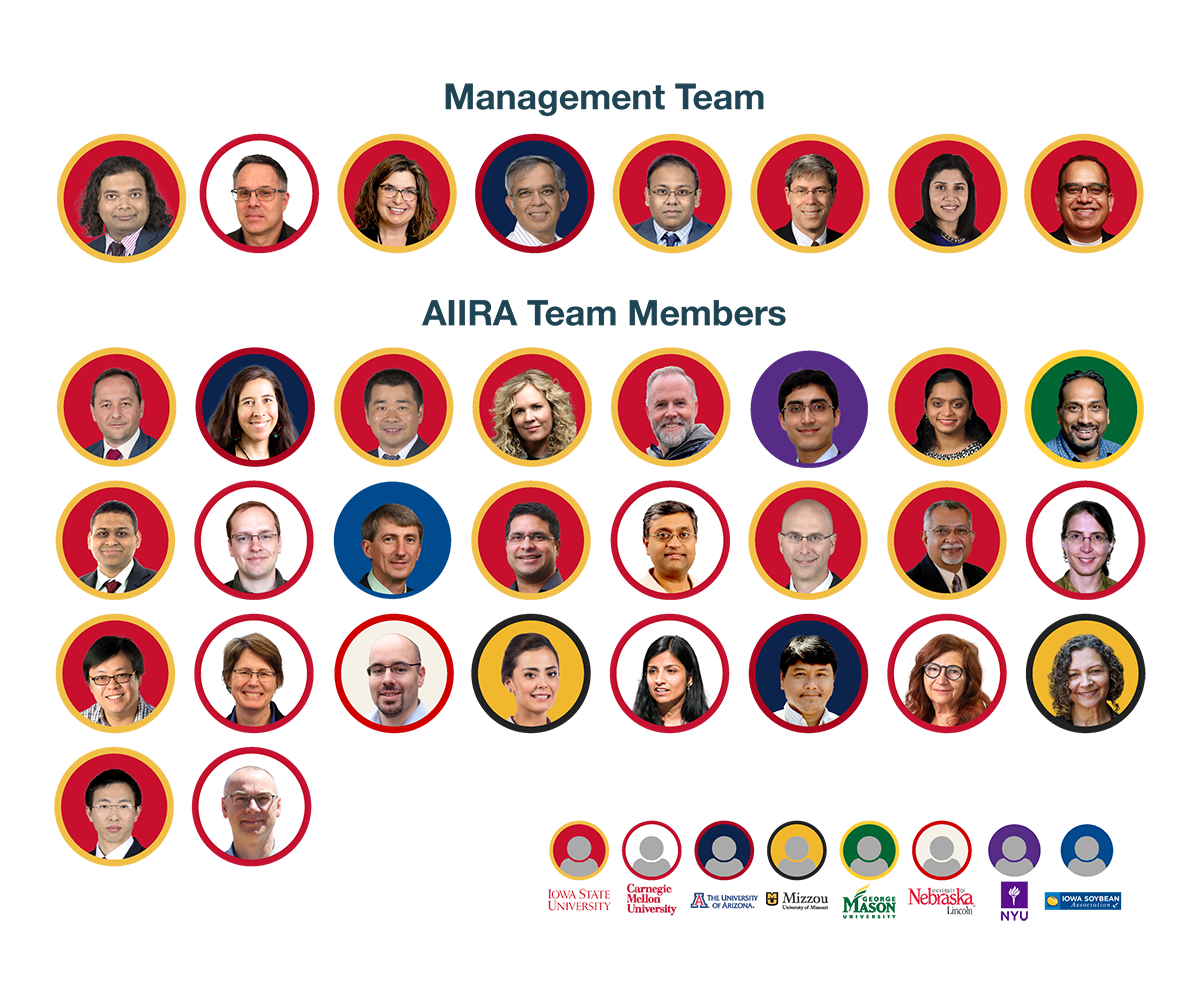 Management Team
AIIRA Team Members
IOWA STATE
UNIVERSITY
Carnegie
Mellon
University
A THE UNIVERSITY
OF ARIZONA.
Mizzou
University of Missouri
GEORGE
MASON
UNIVERSITY
UNIVERSITY OF
Nebraska
Lincoln
NYU
IOWA SOYBEAN
Association